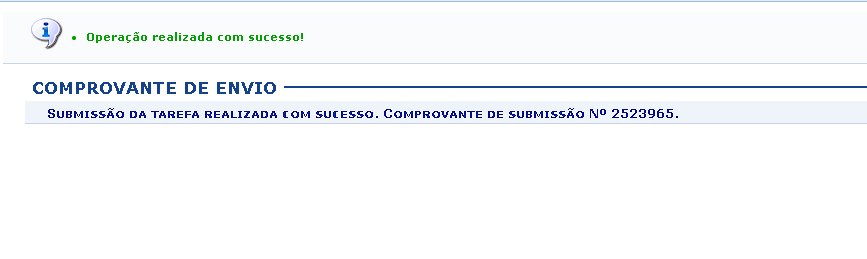 Operação realizada com sucesso!
COMPROVANTE DE ENVIO
Submissão da tarefa realizada com sucesso. Comprovante de submissão Nº 2523965.